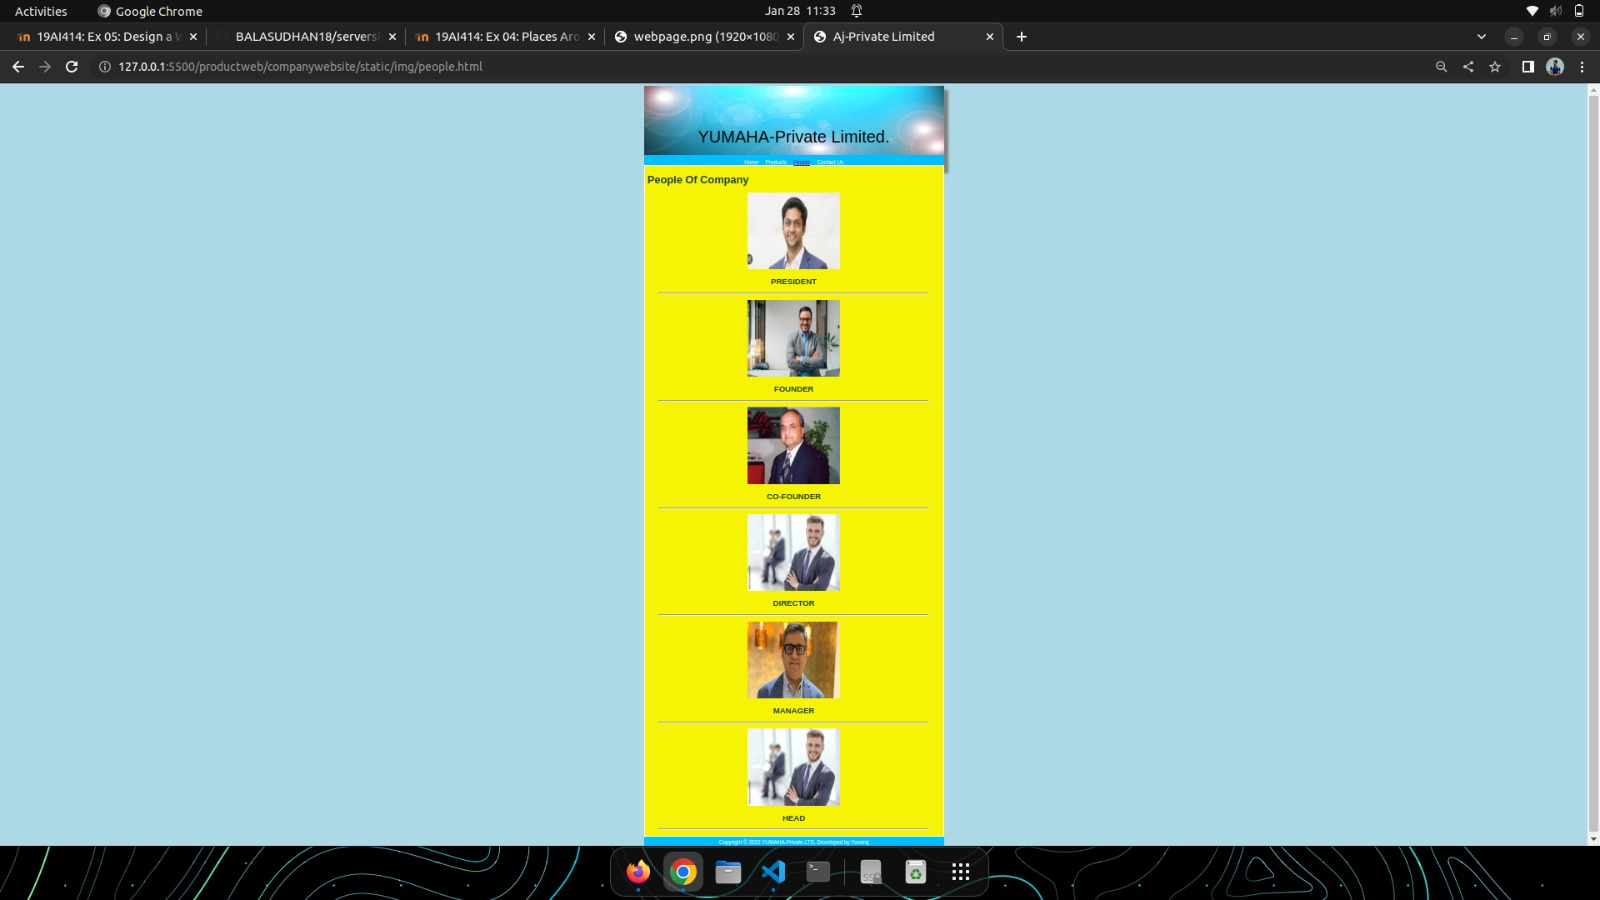 Activities Google Chrome Jan 28 11:33
19AI414: Ex 05: Design a W BALASUDHAN18/serversi 19AI414: Ex 04: Places Aro webpage.png (1920×1080 Aj-Private Limited
127.0.0.1:5500/productweb/companywebsite/static/img/people.html
YUMAHA-Private Limited.
Home Products People Contact Us
People Of Company
PRESIDENT
FOUNDER
CO-FOUNDER
DIRECTOR
MANAGER
HEAD
Copyright © 2022 YUMAHA-Private.LTD, Developed by Yuvaraj
SSD